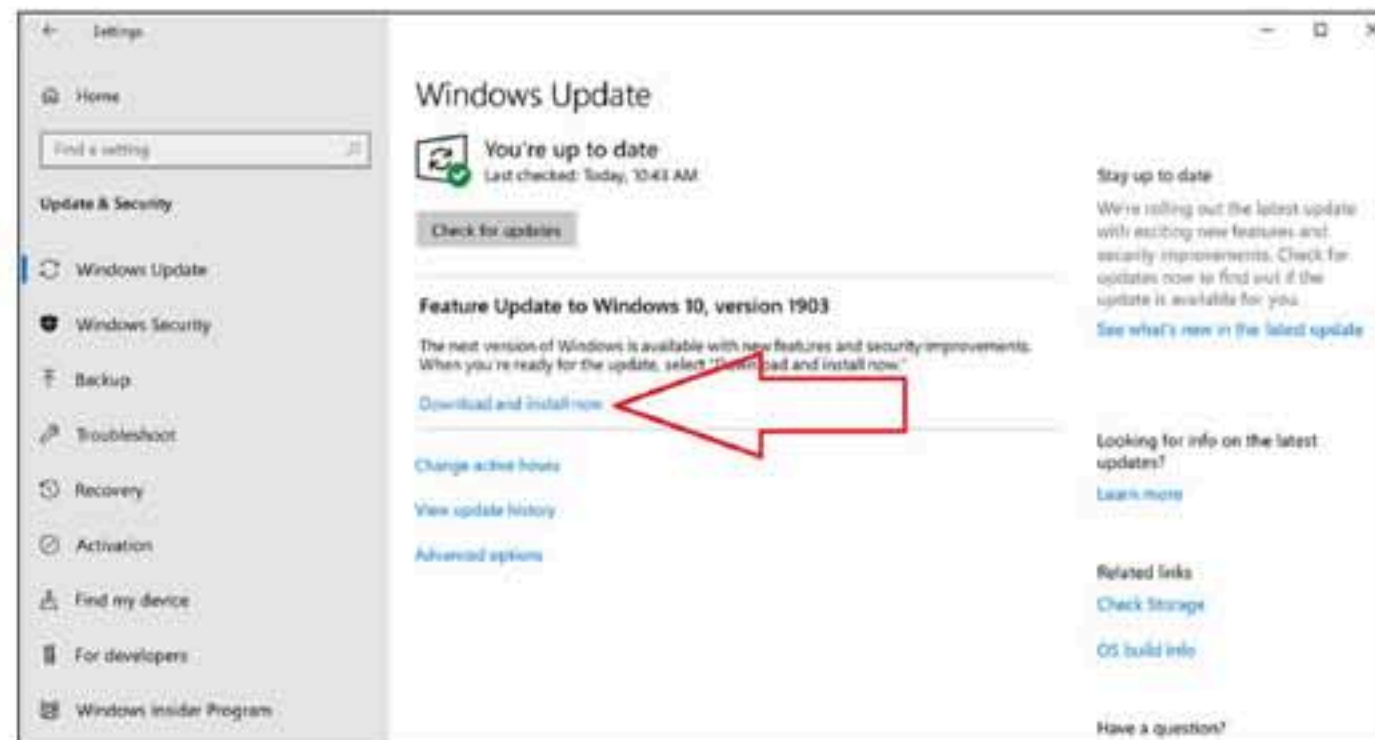 Settings
Home
Find a setting
Update & Security
Windows Update
Windows Security
Backup
Troubleshoot
Recovery
Activation
Find my device
For developers
Windows Insider Program
Windows Update
You're up to date
Last checked: Today, 10:43 AM
Check for updates
Feature Update to Windows 10, version 1903
The next version of Windows is available with new features and security improvements.
When you're ready for the update, select "Download and install now."
Download and install now
Change active hours
View update history
Advanced options
Stay up to date
We're rolling out the latest update
with exciting new features and
security improvements. Check for
updates now to find out if the
update is available for you.
See what's new in the latest update
Looking for info on the latest
updates?
Learn more
Related links
Check Storage
OS build info
Have a question?